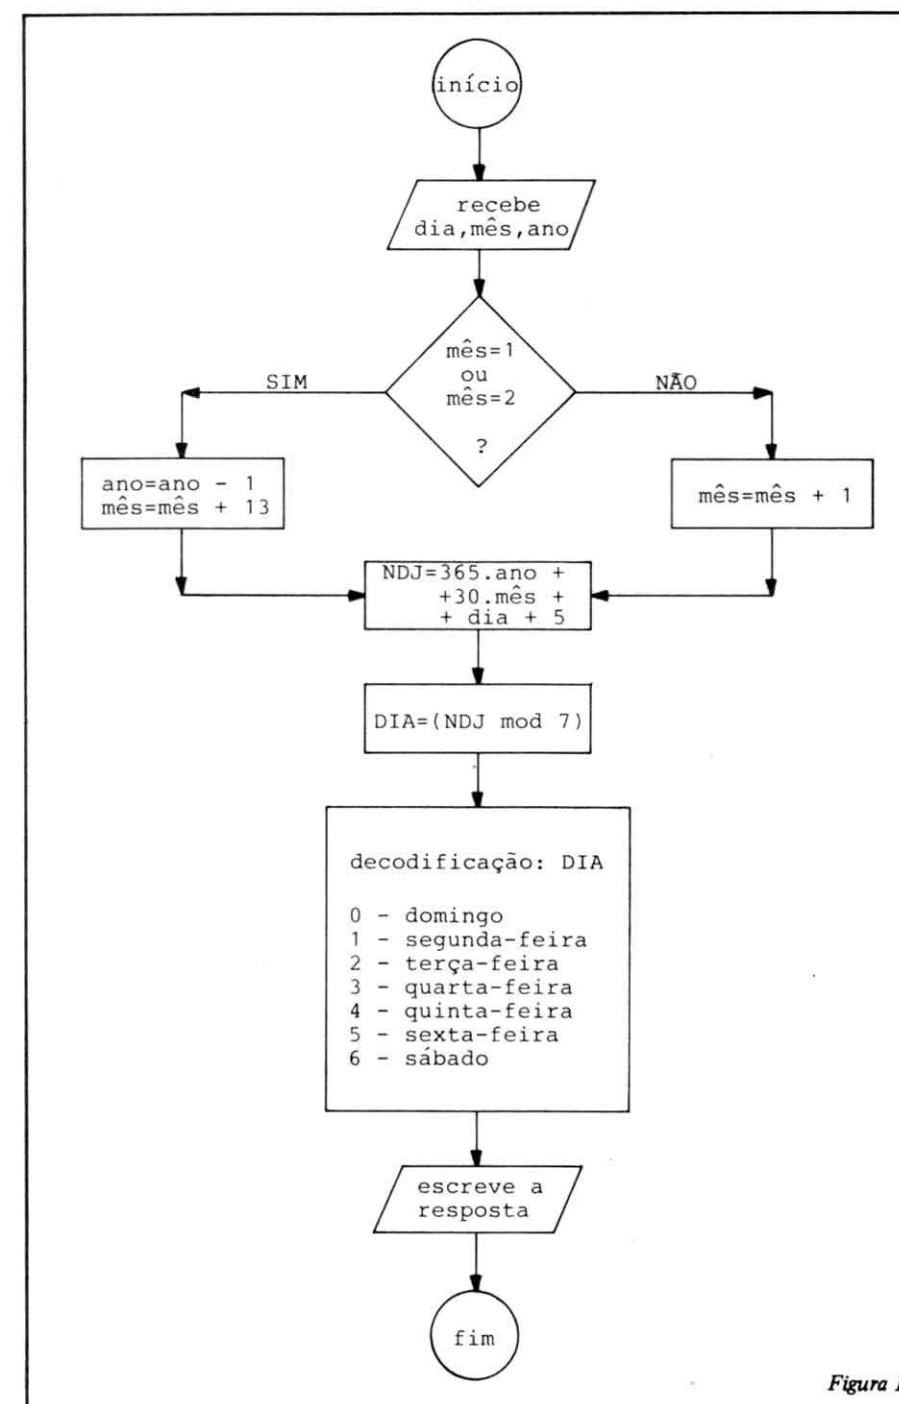 início
recebe
dia,mês,ano
mês=1
ou
mês=2
?
SIM
NÃO
ano=ano - 1
mês=mês + 13
mês=mês + 1
NDJ=365.ano +
+30.mês +
+ dia + 5
DIA=(NDJ mod 7)
decodificação: DIA
0 - domingo
1 - segunda-feira
2 - terça-feira
3 - quarta-feira
4 - quinta-feira
5 - sexta-feira
6 - sábado
escreve a
resposta
fim
Figura